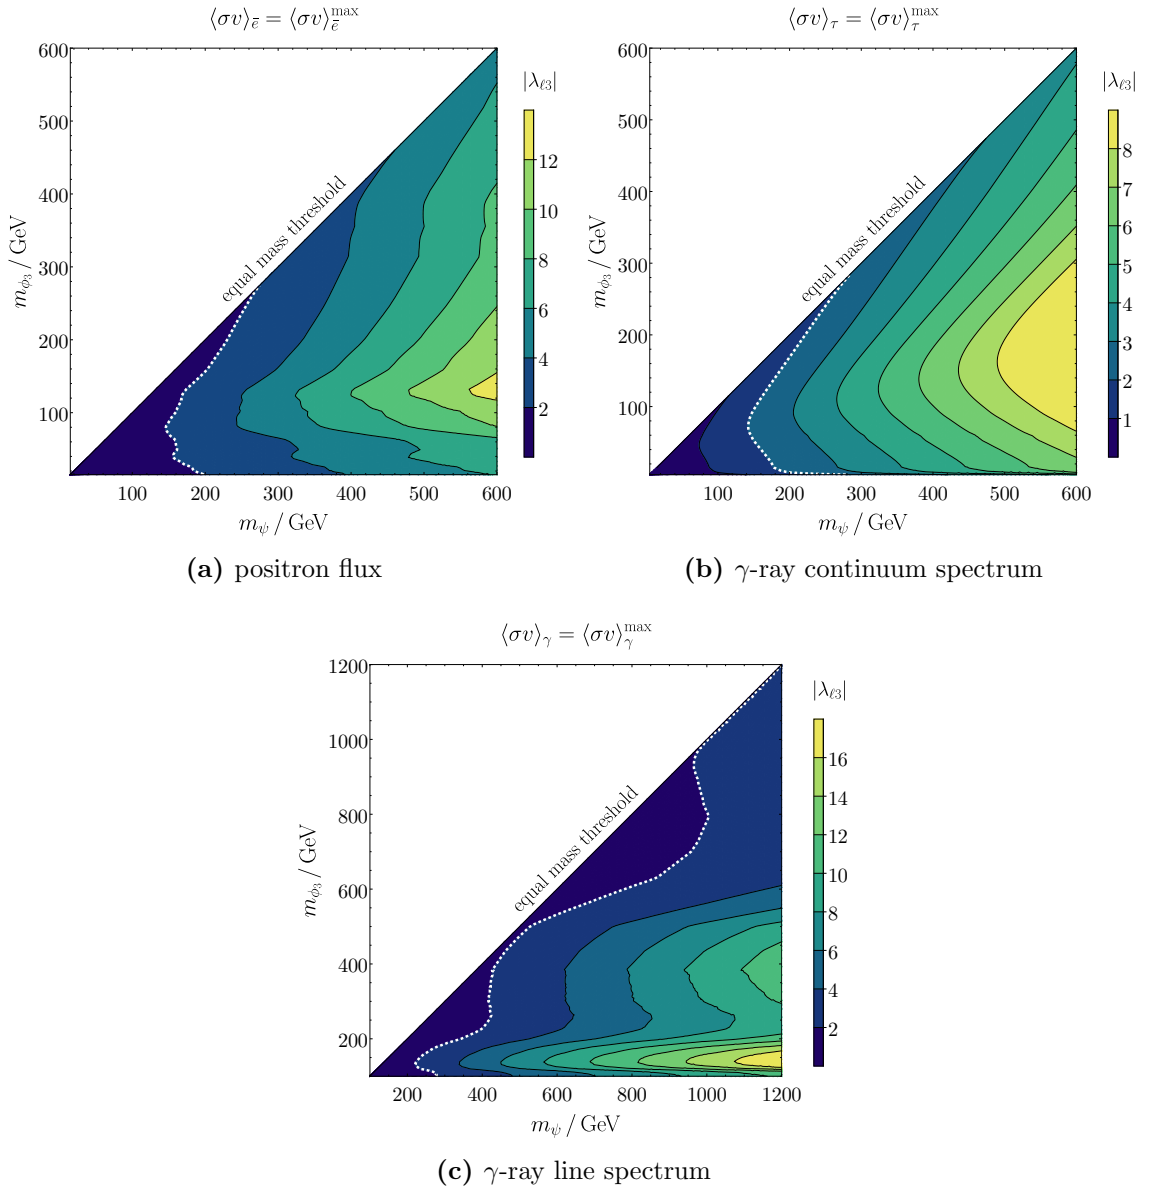 ⟨σv⟩ₑ̄ = ⟨σv⟩ₑ̄ᵐᵃˣ
600
500
400
300
200
100
m_ϕ₃ / GeV
equal mass threshold
100 200 300 400 500 600
m_ψ / GeV
|λ_ℓ3|
12
10
8
6
4
2
(a) positron flux
⟨σv⟩_τ = ⟨σv⟩_τ^max
600
500
400
300
200
100
m_ϕ₃ / GeV
equal mass threshold
100 200 300 400 500 600
m_ψ / GeV
|λ_ℓ3|
8
7
6
5
4
3
2
1
(b) γ-ray continuum spectrum
⟨σv⟩_γ = ⟨σv⟩_γ^max
1200
1000
800
600
400
200
m_ϕ₃ / GeV
equal mass threshold
200 400 600 800 1000 1200
m_ψ / GeV
|λ_ℓ3|
16
14
12
10
8
6
4
2
(c) γ-ray line spectrum